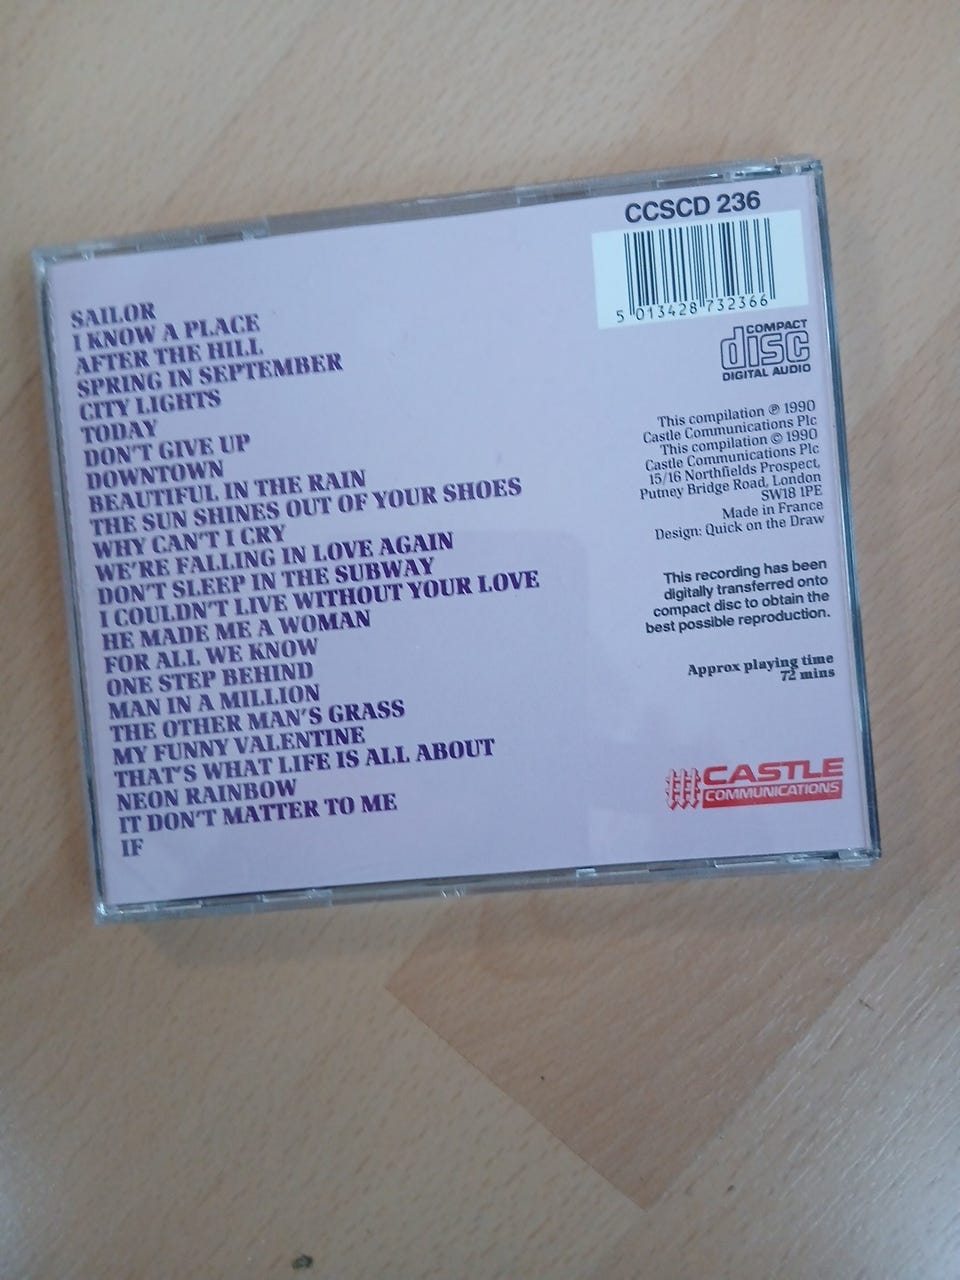 SAILOR
I KNOW A PLACE
AFTER THE HILL
SPRING IN SEPTEMBER
CITY LIGHTS
TODAY
DON'T GIVE UP
DOWNTOWN
BEAUTIFUL IN THE RAIN
THE SUN SHINES OUT OF YOUR SHOES
WHY CAN'T I CRY
WE'RE FALLING IN LOVE AGAIN
DON'T SLEEP IN THE SUBWAY
I COULDN'T LIVE WITHOUT YOUR LOVE
HE MADE ME A WOMAN
FOR ALL WE KNOW
ONE STEP BEHIND
MAN IN A MILLION
THE OTHER MAN'S GRASS
MY FUNNY VALENTINE
THAT'S WHAT LIFE IS ALL ABOUT
NEON RAINBOW
IT DON'T MATTER TO ME
IF
CCSCD 236
5 013428 732366
COMPACT
disc
DIGITAL AUDIO
This compilation ℗ 1990
Castle Communications Plc
This compilation © 1990
Castle Communications Plc
15/16 Northfields Prospect,
Putney Bridge Road, London
SW18 1PE
Made in France
Design: Quick on the Draw
This recording has been
digitally transferred onto
compact disc to obtain the
best possible reproduction.
Approx playing time
72 mins
CASTLE
COMMUNICATIONS